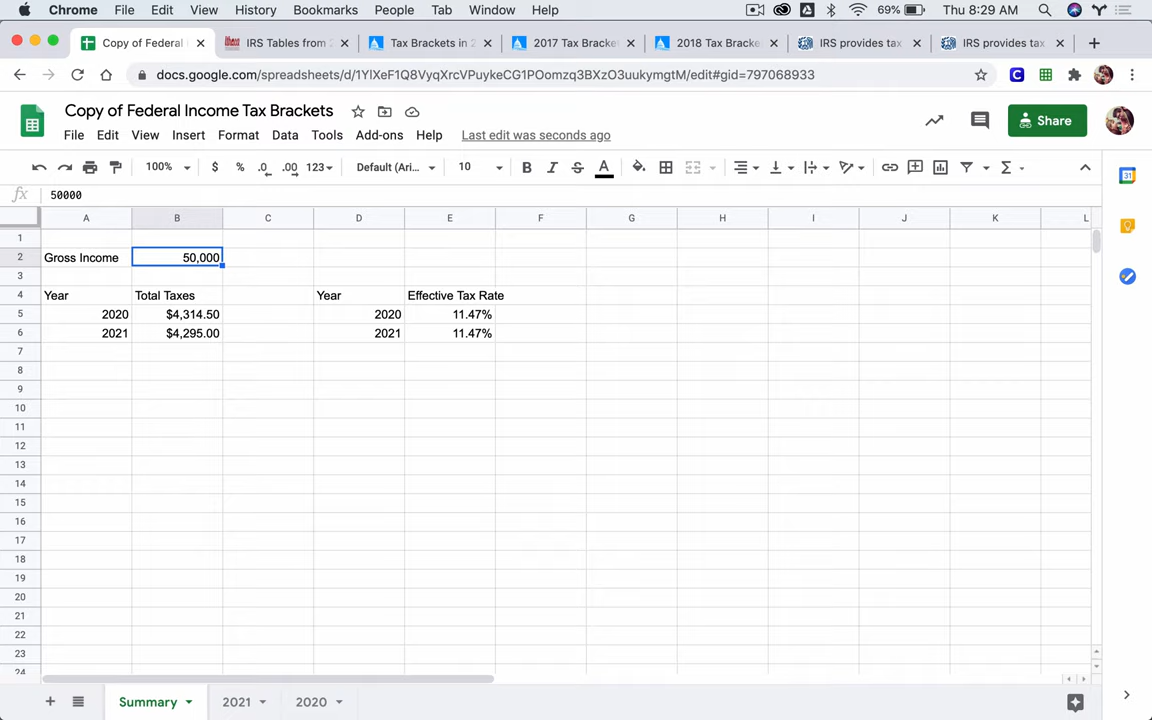 Chrome File Edit View History Bookmarks People Tab Window Help 69% Thu 8:29 AM
Copy of Federal IRS Tables from 2 Tax Brackets in 2 2017 Tax Bracke 2018 Tax Bracke IRS provides tax IRS provides tax
docs.google.com/spreadsheets/d/1YlXeF1Q8VyqXrcVPuykeCG1POomzq3BXzO3uukymgtM/edit#gid=797068933
Copy of Federal Income Tax Brackets
File Edit View Insert Format Data Tools Add-ons Help Last edit was seconds ago
Share
100% $ % .0 .00 123 Default (Ari... 10 B I S A
fx 50000
A B C D E F G H I J K L
1
2 Gross Income 50,000
3
4 Year Total Taxes Year Effective Tax Rate
5 2020 $4,314.50 2020 11.47%
6 2021 $4,295.00 2021 11.47%
7
8
9
10
11
12
13
14
15
16
17
18
19
20
21
22
23
24
Summary 2021 2020
31